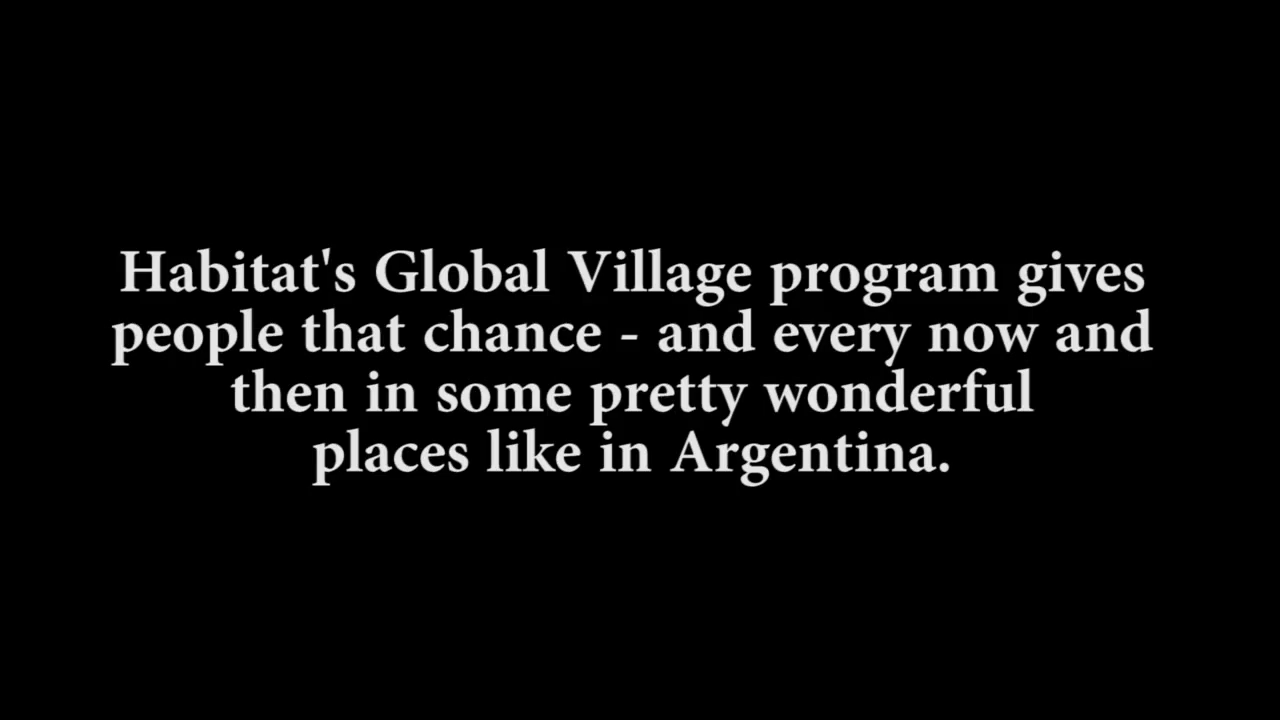 Habitat's Global Village program gives
people that chance - and every now and
then in some pretty wonderful
places like in Argentina.